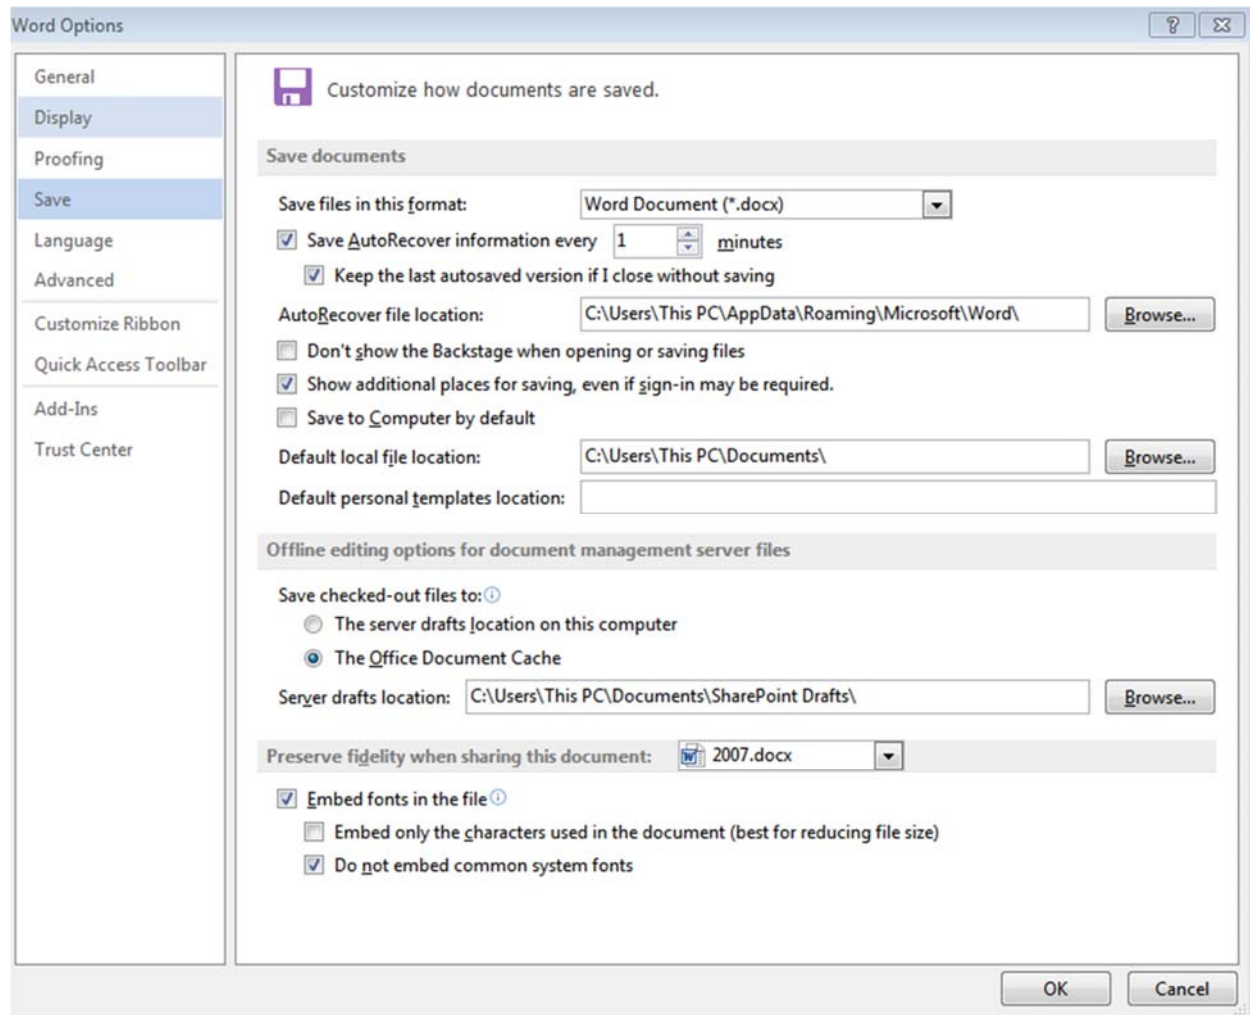 Word Options
General
Display
Proofing
Save
Language
Advanced
Customize Ribbon
Quick Access Toolbar
Add-Ins
Trust Center
Customize how documents are saved.
Save documents
Save files in this format: Word Document (*.docx)
Save AutoRecover information every 1 minutes
Keep the last autosaved version if I close without saving
AutoRecover file location: C:\Users\This PC\AppData\Roaming\Microsoft\Word\ Browse...
Don't show the Backstage when opening or saving files
Show additional places for saving, even if sign-in may be required.
Save to Computer by default
Default local file location: C:\Users\This PC\Documents\ Browse...
Default personal templates location:
Offline editing options for document management server files
Save checked-out files to:
The server drafts location on this computer
The Office Document Cache
Server drafts location: C:\Users\This PC\Documents\SharePoint Drafts\ Browse...
Preserve fidelity when sharing this document: 2007.docx
Embed fonts in the file
Embed only the characters used in the document (best for reducing file size)
Do not embed common system fonts
OK Cancel